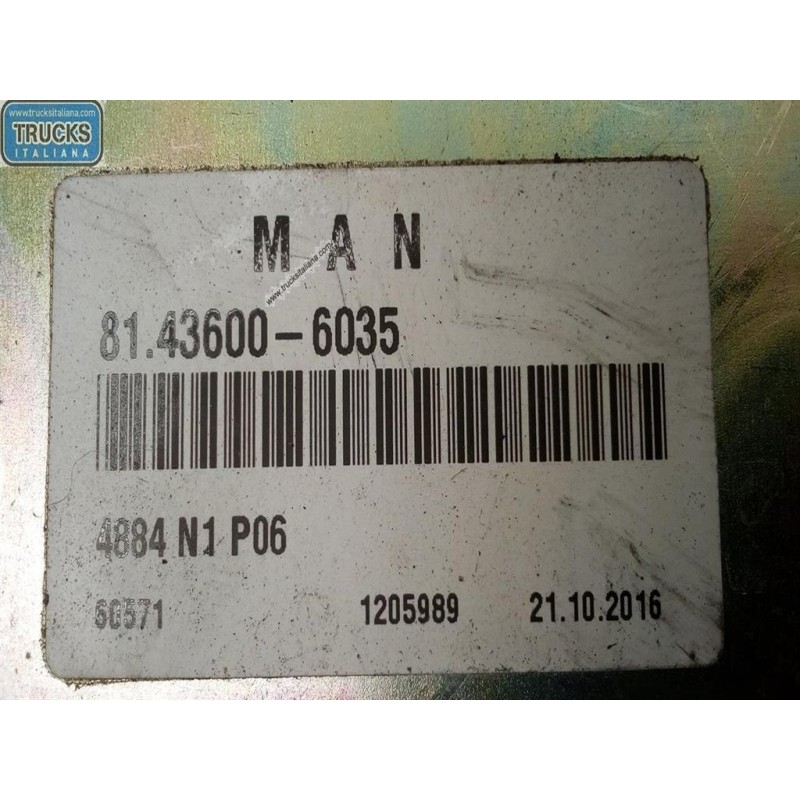 www.trucksitaliana.com
TRUCKS
ITALIANA
M A N
www.trucksitaliana.com
81.43600-6035
4884 N1 P06
60571 1205989 21.10.2016